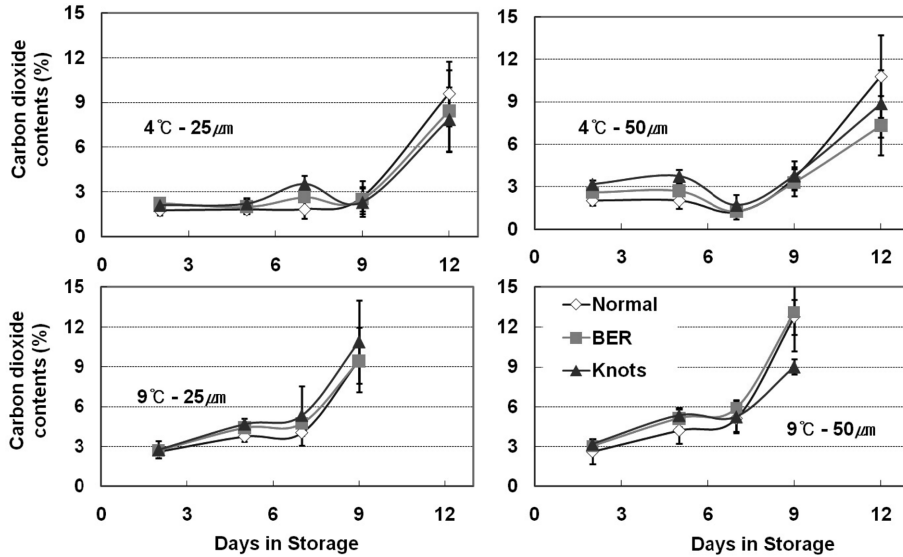 Carbon dioxide
contents (%)
15
12
9
6
3
0
4℃ - 25㎛
0 3 6 9 12
15
12
9
6
3
0
4℃ - 50㎛
0 3 6 9 12
Carbon dioxide
contents (%)
15
12
9
6
3
0
9℃ - 25㎛
0 3 6 9 12
Days in Storage
15
12
9
6
3
0
Normal
BER
Knots
9℃ - 50㎛
0 3 6 9 12
Days in Storage